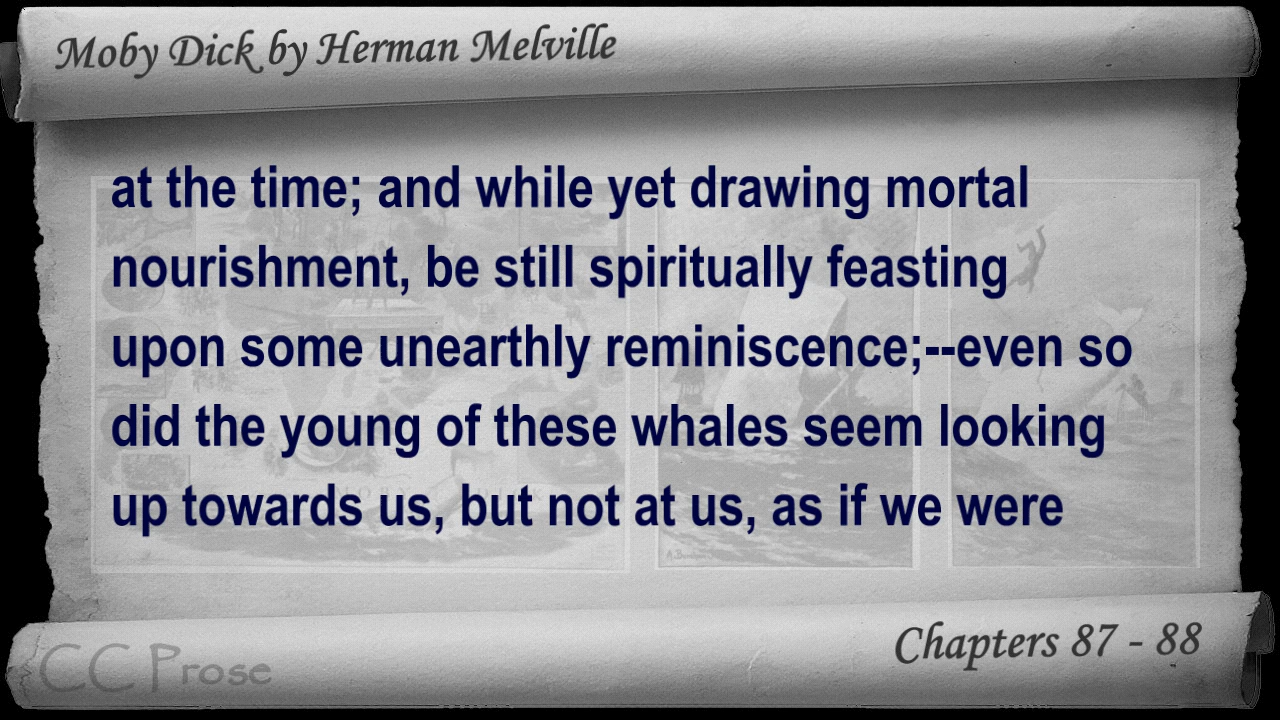 Moby Dick by Herman Melville
at the time; and while yet drawing mortal
nourishment, be still spiritually feasting
upon some unearthly reminiscence;--even so
did the young of these whales seem looking
up towards us, but not at us, as if we were
Chapters 87 - 88
CC Prose